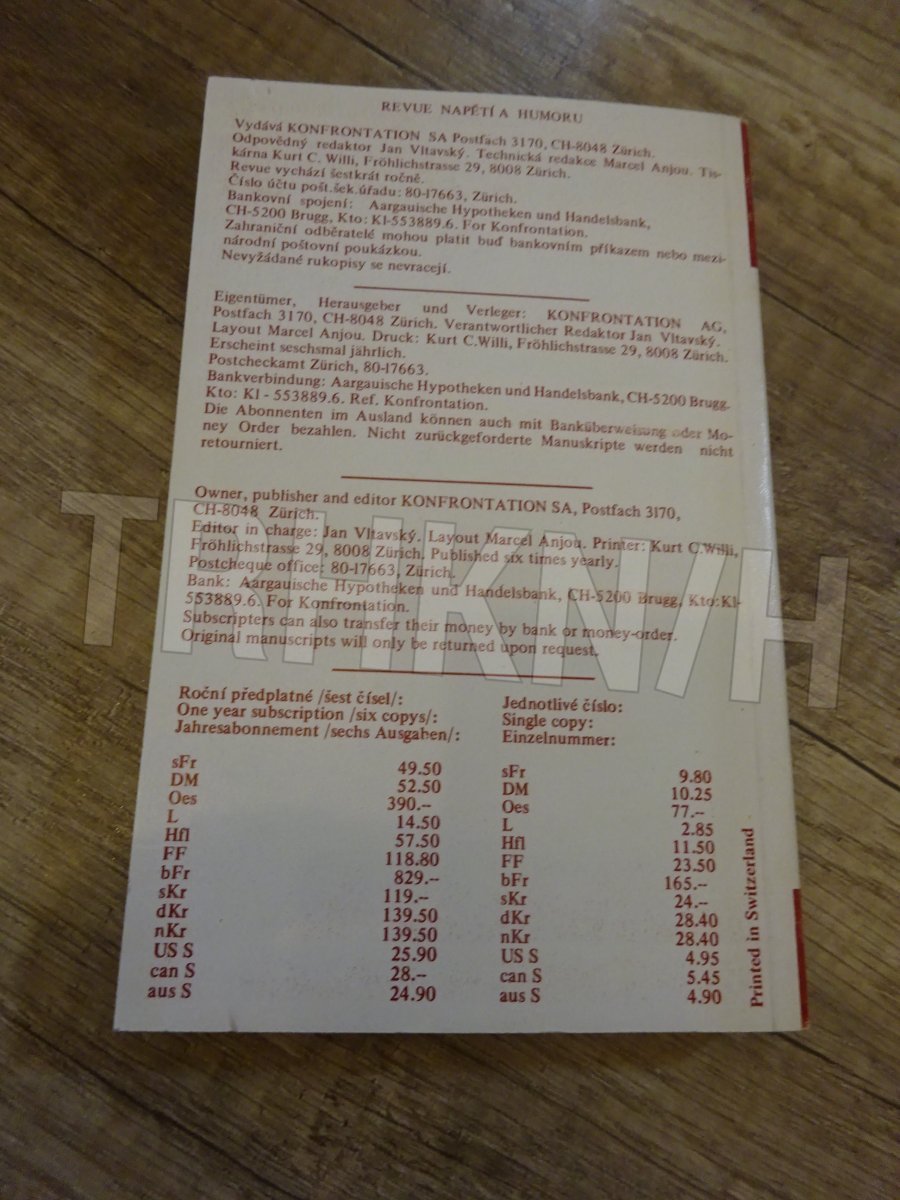 REVUE NAPĚTÍ A HUMORU
Vydává KONFRONTATION SA Postfach 3170, CH-8048 Zürich.
Odpovědný redaktor Jan Vltavský. Technická redakce Marcel Anjou. Tis-
kárna Kurt C. Willi, Fröhlichstrasse 29, 8008 Zürich.
Revue vychází šestkrát ročně.
Číslo účtu pošt.šek.úřadu: 80-17663, Zürich.
Bankovní spojení: Aargauische Hypotheken und Handelsbank,
CH-5200 Brugg, Kto: Kl-553889.6. For Konfrontation.
Zahraniční odběratelé mohou platit buď bankovním příkazem nebo mezi-
národní poštovní poukázkou.
Nevyžádané rukopisy se nevracejí.
Eigentümer, Herausgeber und Verleger: KONFRONTATION AG,
Postfach 3170, CH-8048 Zürich. Verantwortlicher Redaktor Jan Vltavský.
Layout Marcel Anjou. Druck: Kurt C.Willi, Fröhlichstrasse 29, 8008 Zürich.
Erscheint seschsmal jährlich.
Postcheckamt Zürich, 80-17663.
Bankverbindung: Aargauische Hypotheken und Handelsbank, CH-5200 Brugg.
Kto: Kl - 553889.6. Ref. Konfrontation.
Die Abonnenten im Ausland können auch mit Banküberweisung oder Mo-
ney Order bezahlen. Nicht zurückgeforderte Manuskripte werden nicht
retourniert.
Owner, publisher and editor KONFRONTATION SA, Postfach 3170,
CH-8048 Zürich.
Editor in charge: Jan Vltavský. Layout Marcel Anjou. Printer: Kurt C.Willi,
Fröhlichstrasse 29, 8008 Zürich. Published six times yearly.
Postcheque office: 80-17663, Zürich.
Bank: Aargauische Hypotheken und Handelsbank, CH-5200 Brugg, Kto: Kl-
553889.6. For Konfrontation.
Subscripters can also transfer their money by bank or money-order.
Original manuscripts will only be returned upon request.
TRHKNIH
Roční předplatné /šest čísel/:
One year subscription /six copys/:
Jahresabonnement /sechs Ausgaben/:
sFr 49.50
DM 52.50
Oes 390.--
L 14.50
Hfl 57.50
FF 118.80
bFr 829.--
sKr 119.--
dKr 139.50
nKr 139.50
US S 25.90
can S 28.--
aus S 24.90
Jednotlivé číslo:
Single copy:
Einzelnummer:
sFr 9.80
DM 10.25
Oes 77.--
L 2.85
Hfl 11.50
FF 23.50
bFr 165.--
sKr 24.--
dKr 28.40
nKr 28.40
US S 4.95
can S 5.45
aus S 4.90
Printed in Switzerland